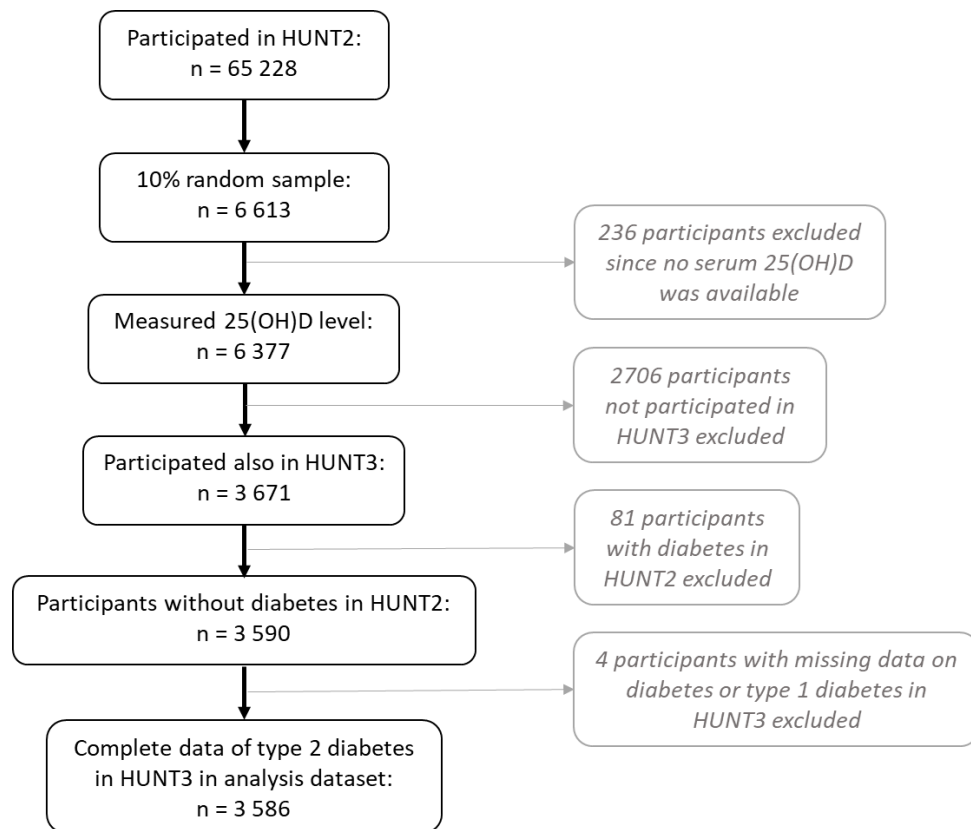 Participated in HUNT2:
n = 65 228
10% random sample:
n = 6 613
236 participants excluded
since no serum 25(OH)D
was available
Measured 25(OH)D level:
n = 6 377
2706 participants
not participated in
HUNT3 excluded
Participated also in HUNT3:
n = 3 671
81 participants
with diabetes in
HUNT2 excluded
Participants without diabetes in HUNT2:
n = 3 590
4 participants with missing data on
diabetes or type 1 diabetes in
HUNT3 excluded
Complete data of type 2 diabetes
in HUNT3 in analysis dataset:
n = 3 586